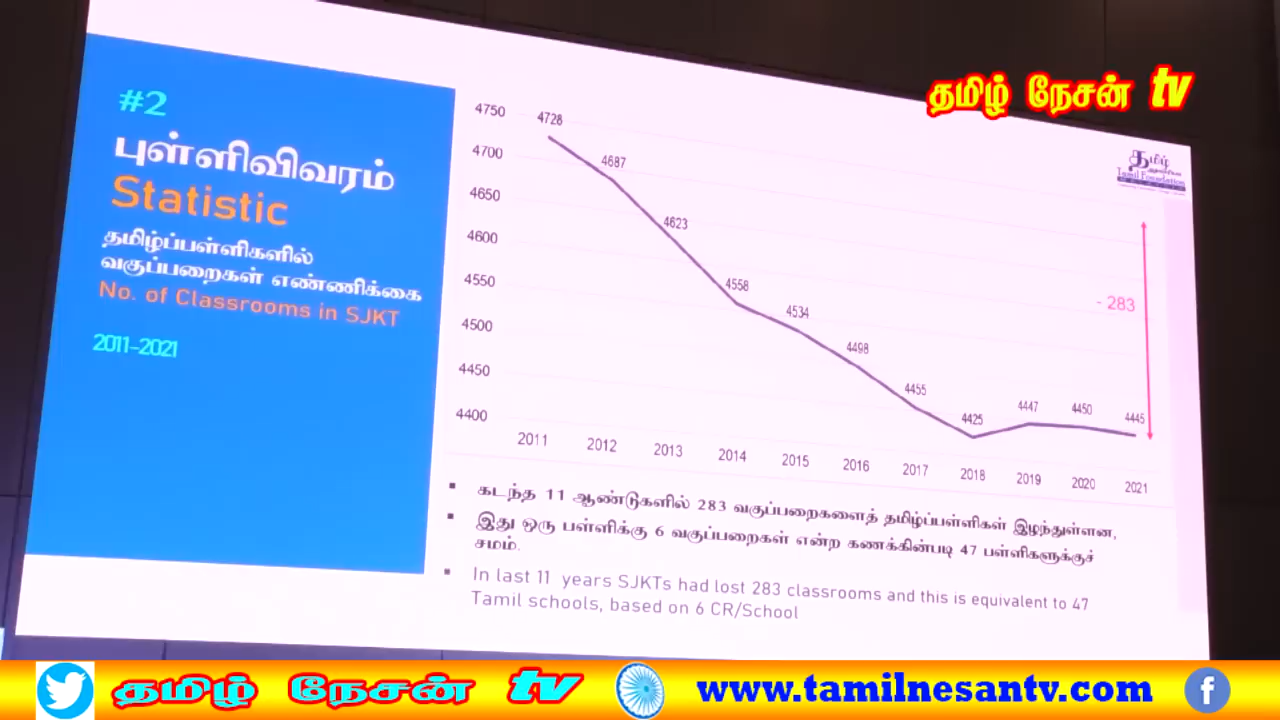 தமிழ் நேசன் tv
#2
புள்ளிவிவரம்
Statistic
தமிழ்ப்பள்ளிகளில்
வகுப்பறைகள் எண்ணிக்கை
No. of Classrooms in SJKT
2011-2021
தமிழ்
Tamil Foundation
4750
4700
4650
4600
4550
4500
4450
4400
4728
4687
4623
4558
4534
4498
4455
4425
4447
4450
4445
- 283
2011 2012 2013 2014 2015 2016 2017 2018 2019 2020 2021
▪ கடந்த 11 ஆண்டுகளில் 283 வகுப்பறைகளைத் தமிழ்ப்பள்ளிகள் இழந்துள்ளன,
▪ இது ஒரு பள்ளிக்கு 6 வகுப்பறைகள் என்ற கணக்கின்படி 47 பள்ளிகளுக்குச்
சமம்.
▪ In last 11 years SJKTs had lost 283 classrooms and this is equivalent to 47
Tamil schools, based on 6 CR/School
தமிழ் நேசன் tv www.tamilnesantv.com